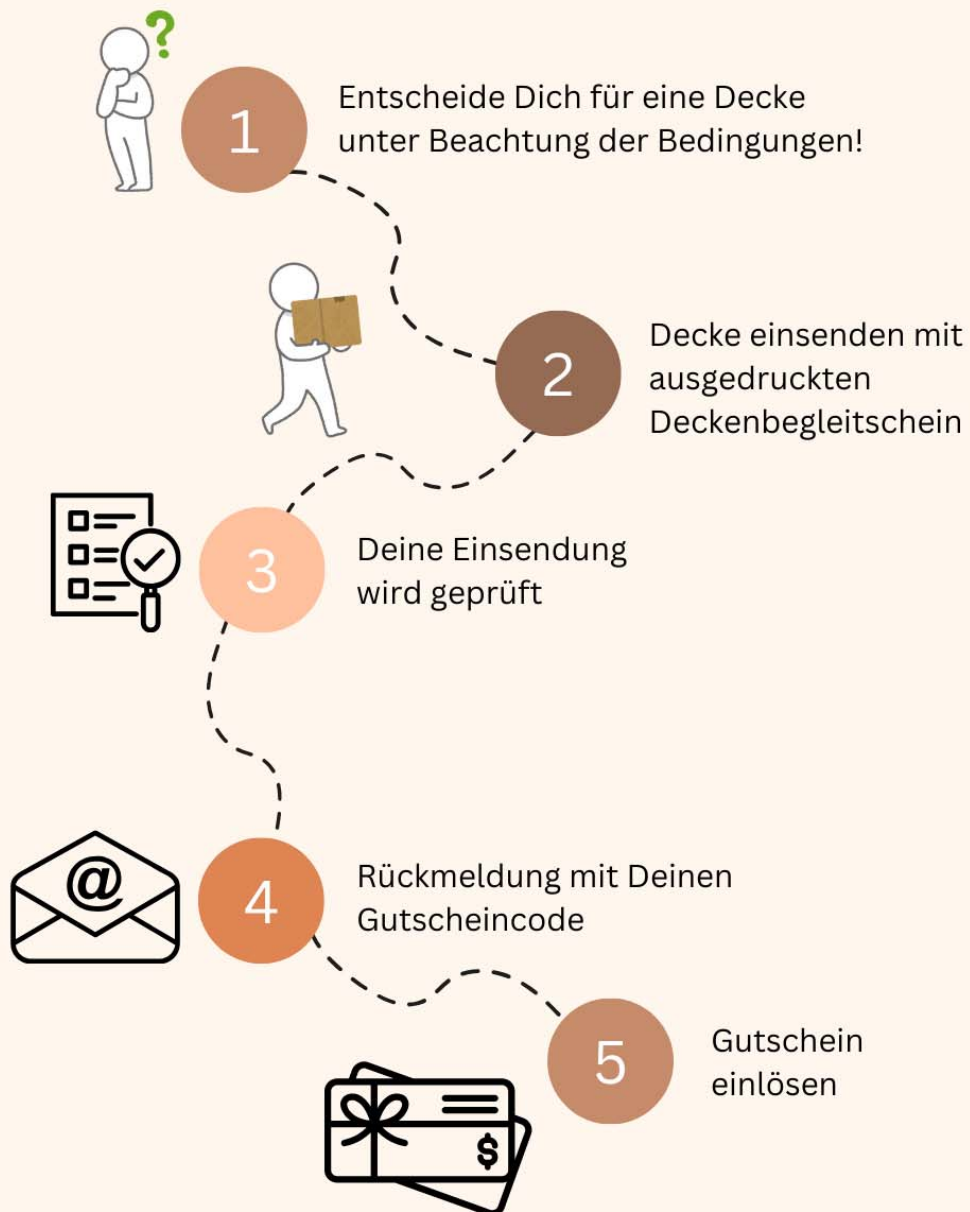 ?
1
Entscheide Dich für eine Decke
unter Beachtung der Bedingungen!
2
Decke einsenden mit
ausgedruckten
Deckenbegleitschein
3
Deine Einsendung
wird geprüft
@
4
Rückmeldung mit Deinen
Gutscheincode
5
Gutschein
einlösen
$